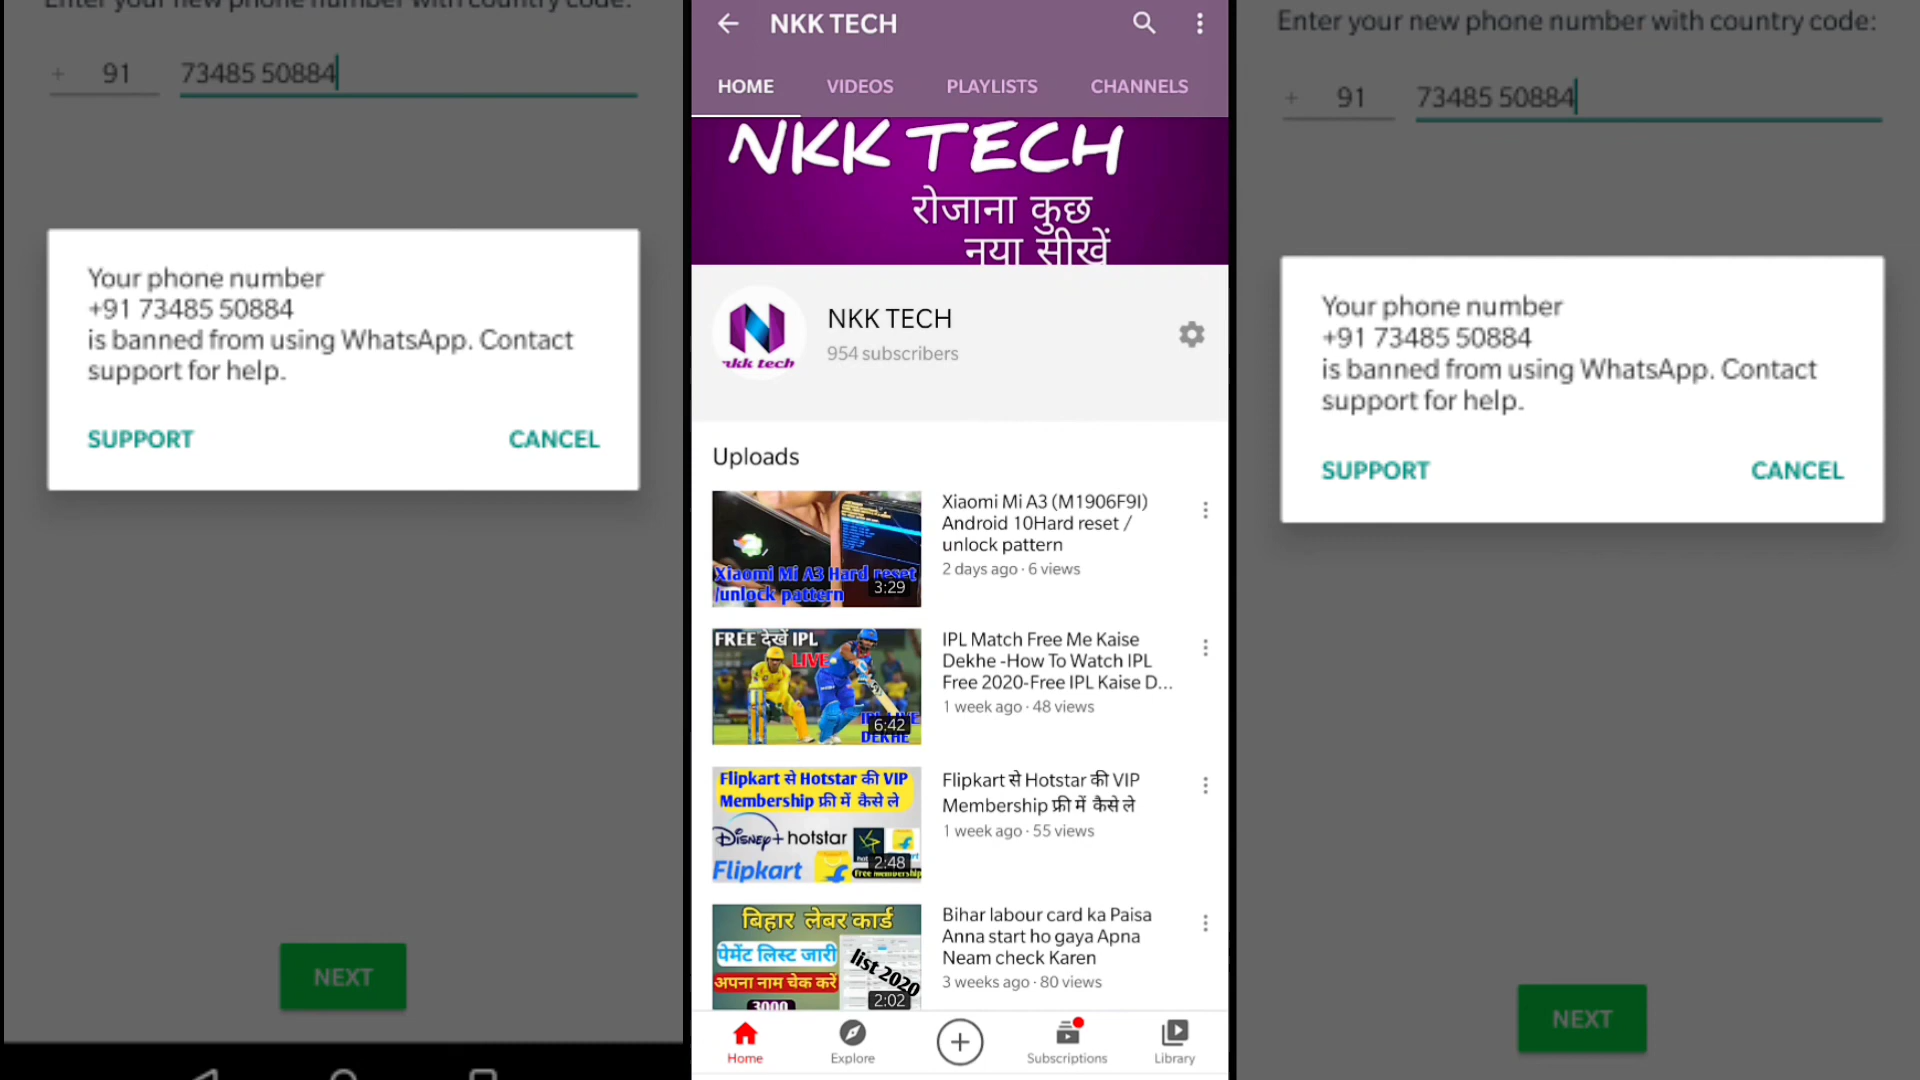 Enter your new phone number with country code:
+ 91 73485 50884
Your phone number
+91 73485 50884
is banned from using WhatsApp. Contact
support for help.
SUPPORT CANCEL
NEXT
NKK TECH
HOME VIDEOS PLAYLISTS CHANNELS
NKK TECH
रोजाना कुछ
नया सीखें
nkk tech
NKK TECH
954 subscribers
Uploads
Xiaomi Mi A3 Hard reset
/unlock pattern
3:29
Xiaomi Mi A3 (M1906F9I)
Android 10Hard reset /
unlock pattern
2 days ago · 6 views
FREE देखें IPL
LIVE
6:42
DEKHE
IPL Match Free Me Kaise
Dekhe -How To Watch IPL
Free 2020-Free IPL Kaise D...
1 week ago · 48 views
Flipkart से Hotstar की VIP
Membership फ्री में कैसे ले
Disney+ hotstar
Flipkart
2:48
Free membership
Flipkart से Hotstar की VIP
Membership फ्री में कैसे ले
1 week ago · 55 views
बिहार लेबर कार्ड
पेमेंट लिस्ट जारी
list 2020
अपना नाम चेक करें
3000
2:02
Bihar labour card ka Paisa
Anna start ho gaya Apna
Neam check Karen
3 weeks ago · 80 views
Home Explore Subscriptions Library
Enter your new phone number with country code:
+ 91 73485 50884
Your phone number
+91 73485 50884
is banned from using WhatsApp. Contact
support for help.
SUPPORT CANCEL
NEXT